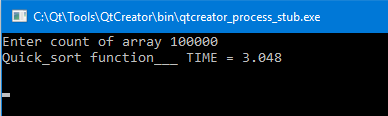 C:\Qt\Tools\QtCreator\bin\qtcreator_process_stub.exe
Enter count of array 100000
Quick_sort function___ TIME = 3.048